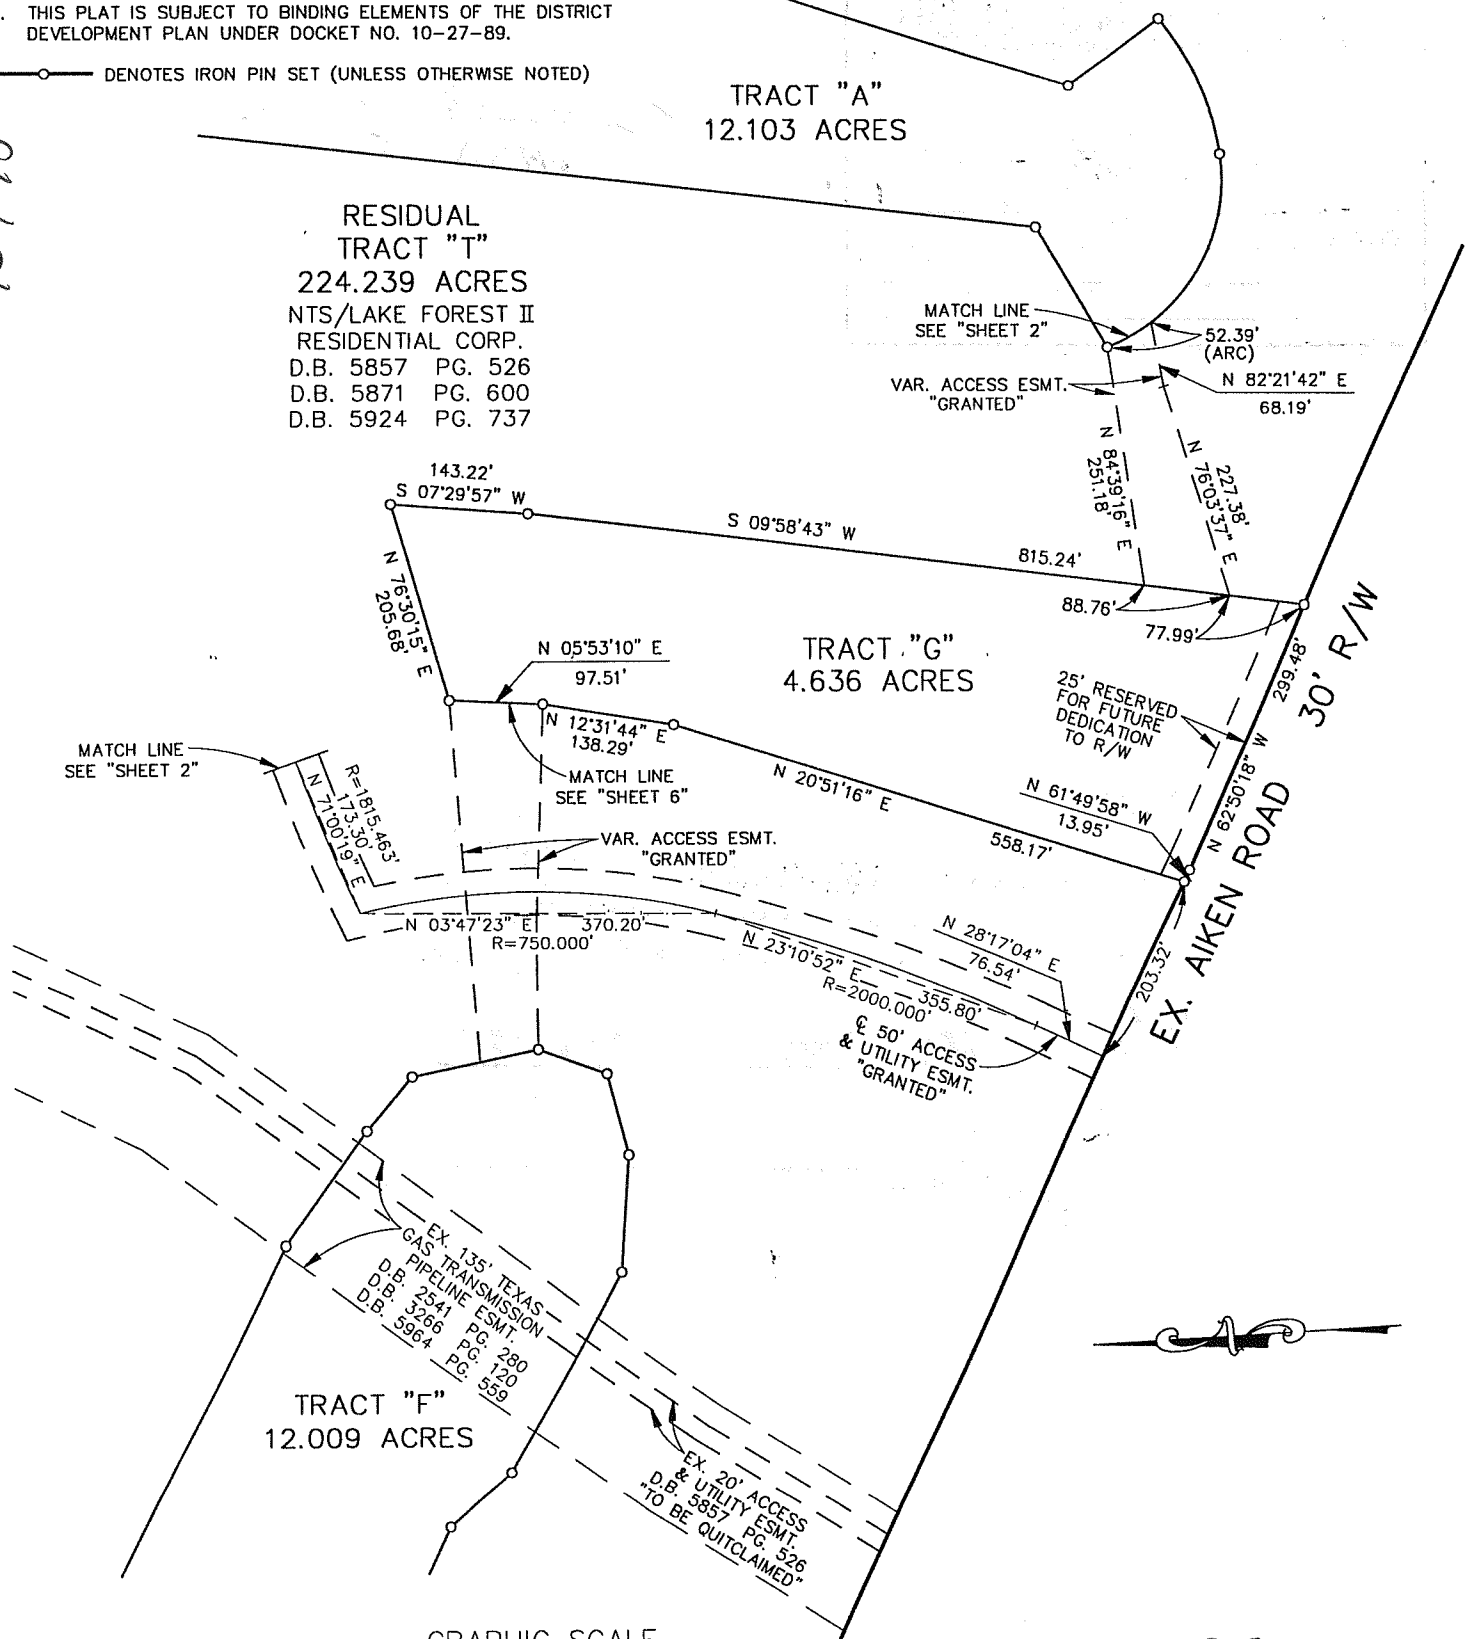 . THIS PLAT IS SUBJECT TO BINDING ELEMENTS OF THE DISTRICT
DEVELOPMENT PLAN UNDER DOCKET NO. 10-27-89.
DENOTES IRON PIN SET (UNLESS OTHERWISE NOTED)
TRACT "A"
12.103 ACRES
RESIDUAL
TRACT "T"
224.239 ACRES
NTS/LAKE FOREST II
RESIDENTIAL CORP.
D.B. 5857 PG. 526
D.B. 5871 PG. 600
D.B. 5924 PG. 737
MATCH LINE
SEE "SHEET 2"
52.39'
(ARC)
VAR. ACCESS ESMT.
"GRANTED"
N 82°21'42" E
68.19'
N 84°39'16" E
251.18'
227.38'
N 76°03'37" E
143.22'
S 07°29'57" W
S 09°58'43" W
815.24'
88.76'
77.99'
N 76°30'15" E
205.68'
N 05°53'10" E
97.51'
TRACT "G"
4.636 ACRES
25' RESERVED
FOR FUTURE
DEDICATION
TO R/W
299.48'
N 62°50'18" W
EX. AIKEN ROAD 30' R/W
N 12°31'44" E
138.29'
MATCH LINE
SEE "SHEET 6"
N 20°51'16" E
558.17'
N 61°49'58" W
13.95'
MATCH LINE
SEE "SHEET 2"
R=1815.463'
173.30'
N 71°00'19" E
VAR. ACCESS ESMT.
"GRANTED"
N 03°47'23" E 370.20'
R=750.000'
N 23°10'52" E 355.80'
R=2000.000'
N 28°17'04" E
76.54'
203.32'
℄ 50' ACCESS
& UTILITY ESMT.
"GRANTED"
EX. 135' TEXAS
GAS TRANSMISSION
PIPELINE ESMT.
D.B. 2541 PG. 280
D.B. 3266 PG. 120
D.B. 5964 PG. 559
TRACT "F"
12.009 ACRES
EX. 20' ACCESS
& UTILITY ESMT.
D.B. 5857 PG. 526
"TO BE QUITCLAIMED"
N
GRAPHIC SCALE